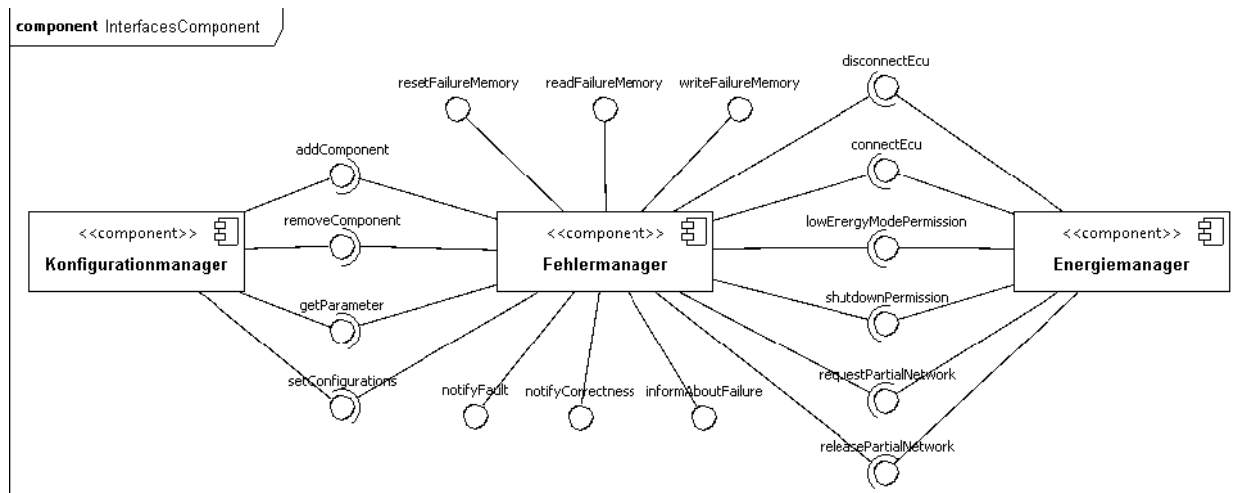 component InterfacesComponent
disconnectEcu
resetFailureMemory readFailureMemory writeFailureMemory
addComponent
connectEcu
removeComponent
lowEnergyModePermission
<<component>>
Konfigurationmanager
<<component>>
Fehlermanager
<<component>>
Energiemanager
getParameter
shutdownPermission
setConfigurations
notifyFault notifyCorrectness informAboutFailure
requestPartialNetwork
releasePartialNetwork